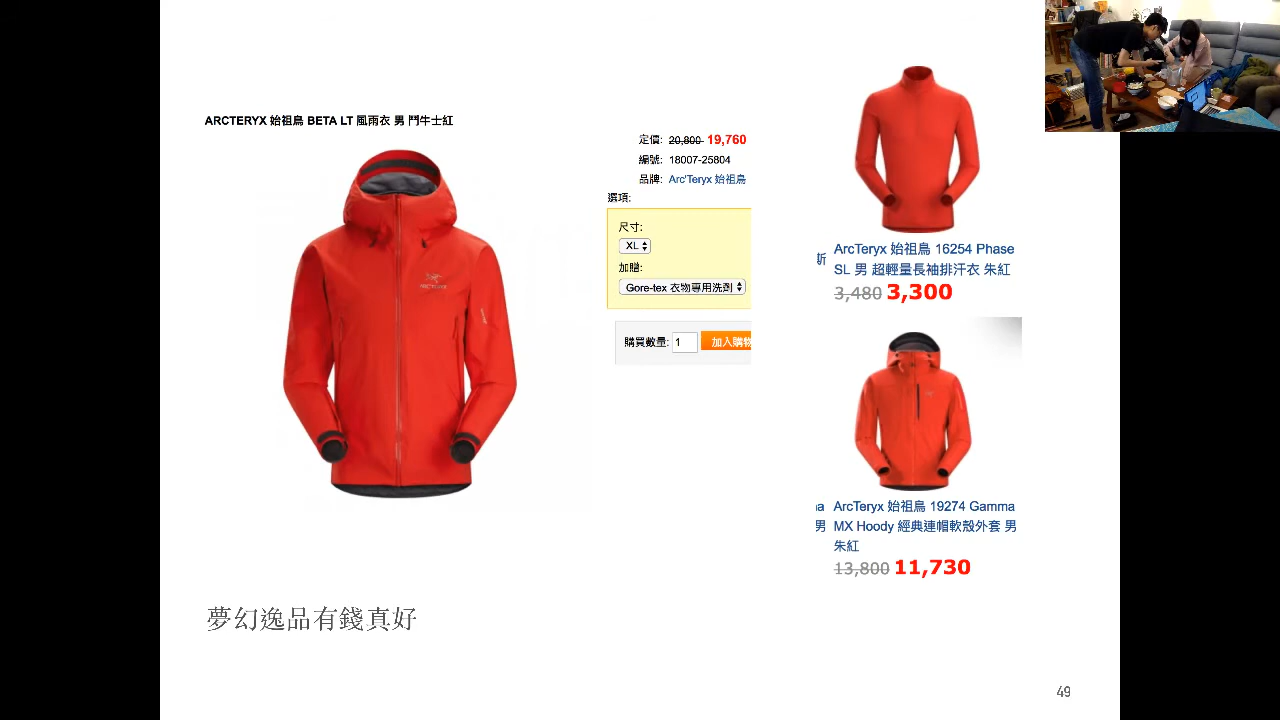 ARCTERYX 始祖鳥 BETA LT 風雨衣 男 鬥牛士紅
ARC'TERYX
定價: 20,800 19,760
編號: 18007-25804
品牌: Arc'Teryx 始祖鳥
選項:
尺寸:
XL
加贈:
Gore-tex 衣物專用洗劑
購買數量: 1 加入購物
斯
ArcTeryx 始祖鳥 16254 Phase
SL 男 超輕量長袖排汗衣 朱紅
3,480 3,300
男
ArcTeryx 始祖鳥 19274 Gamma
MX Hoody 經典連帽軟殼外套 男
朱紅
13,800 11,730
夢幻逸品有錢真好
49